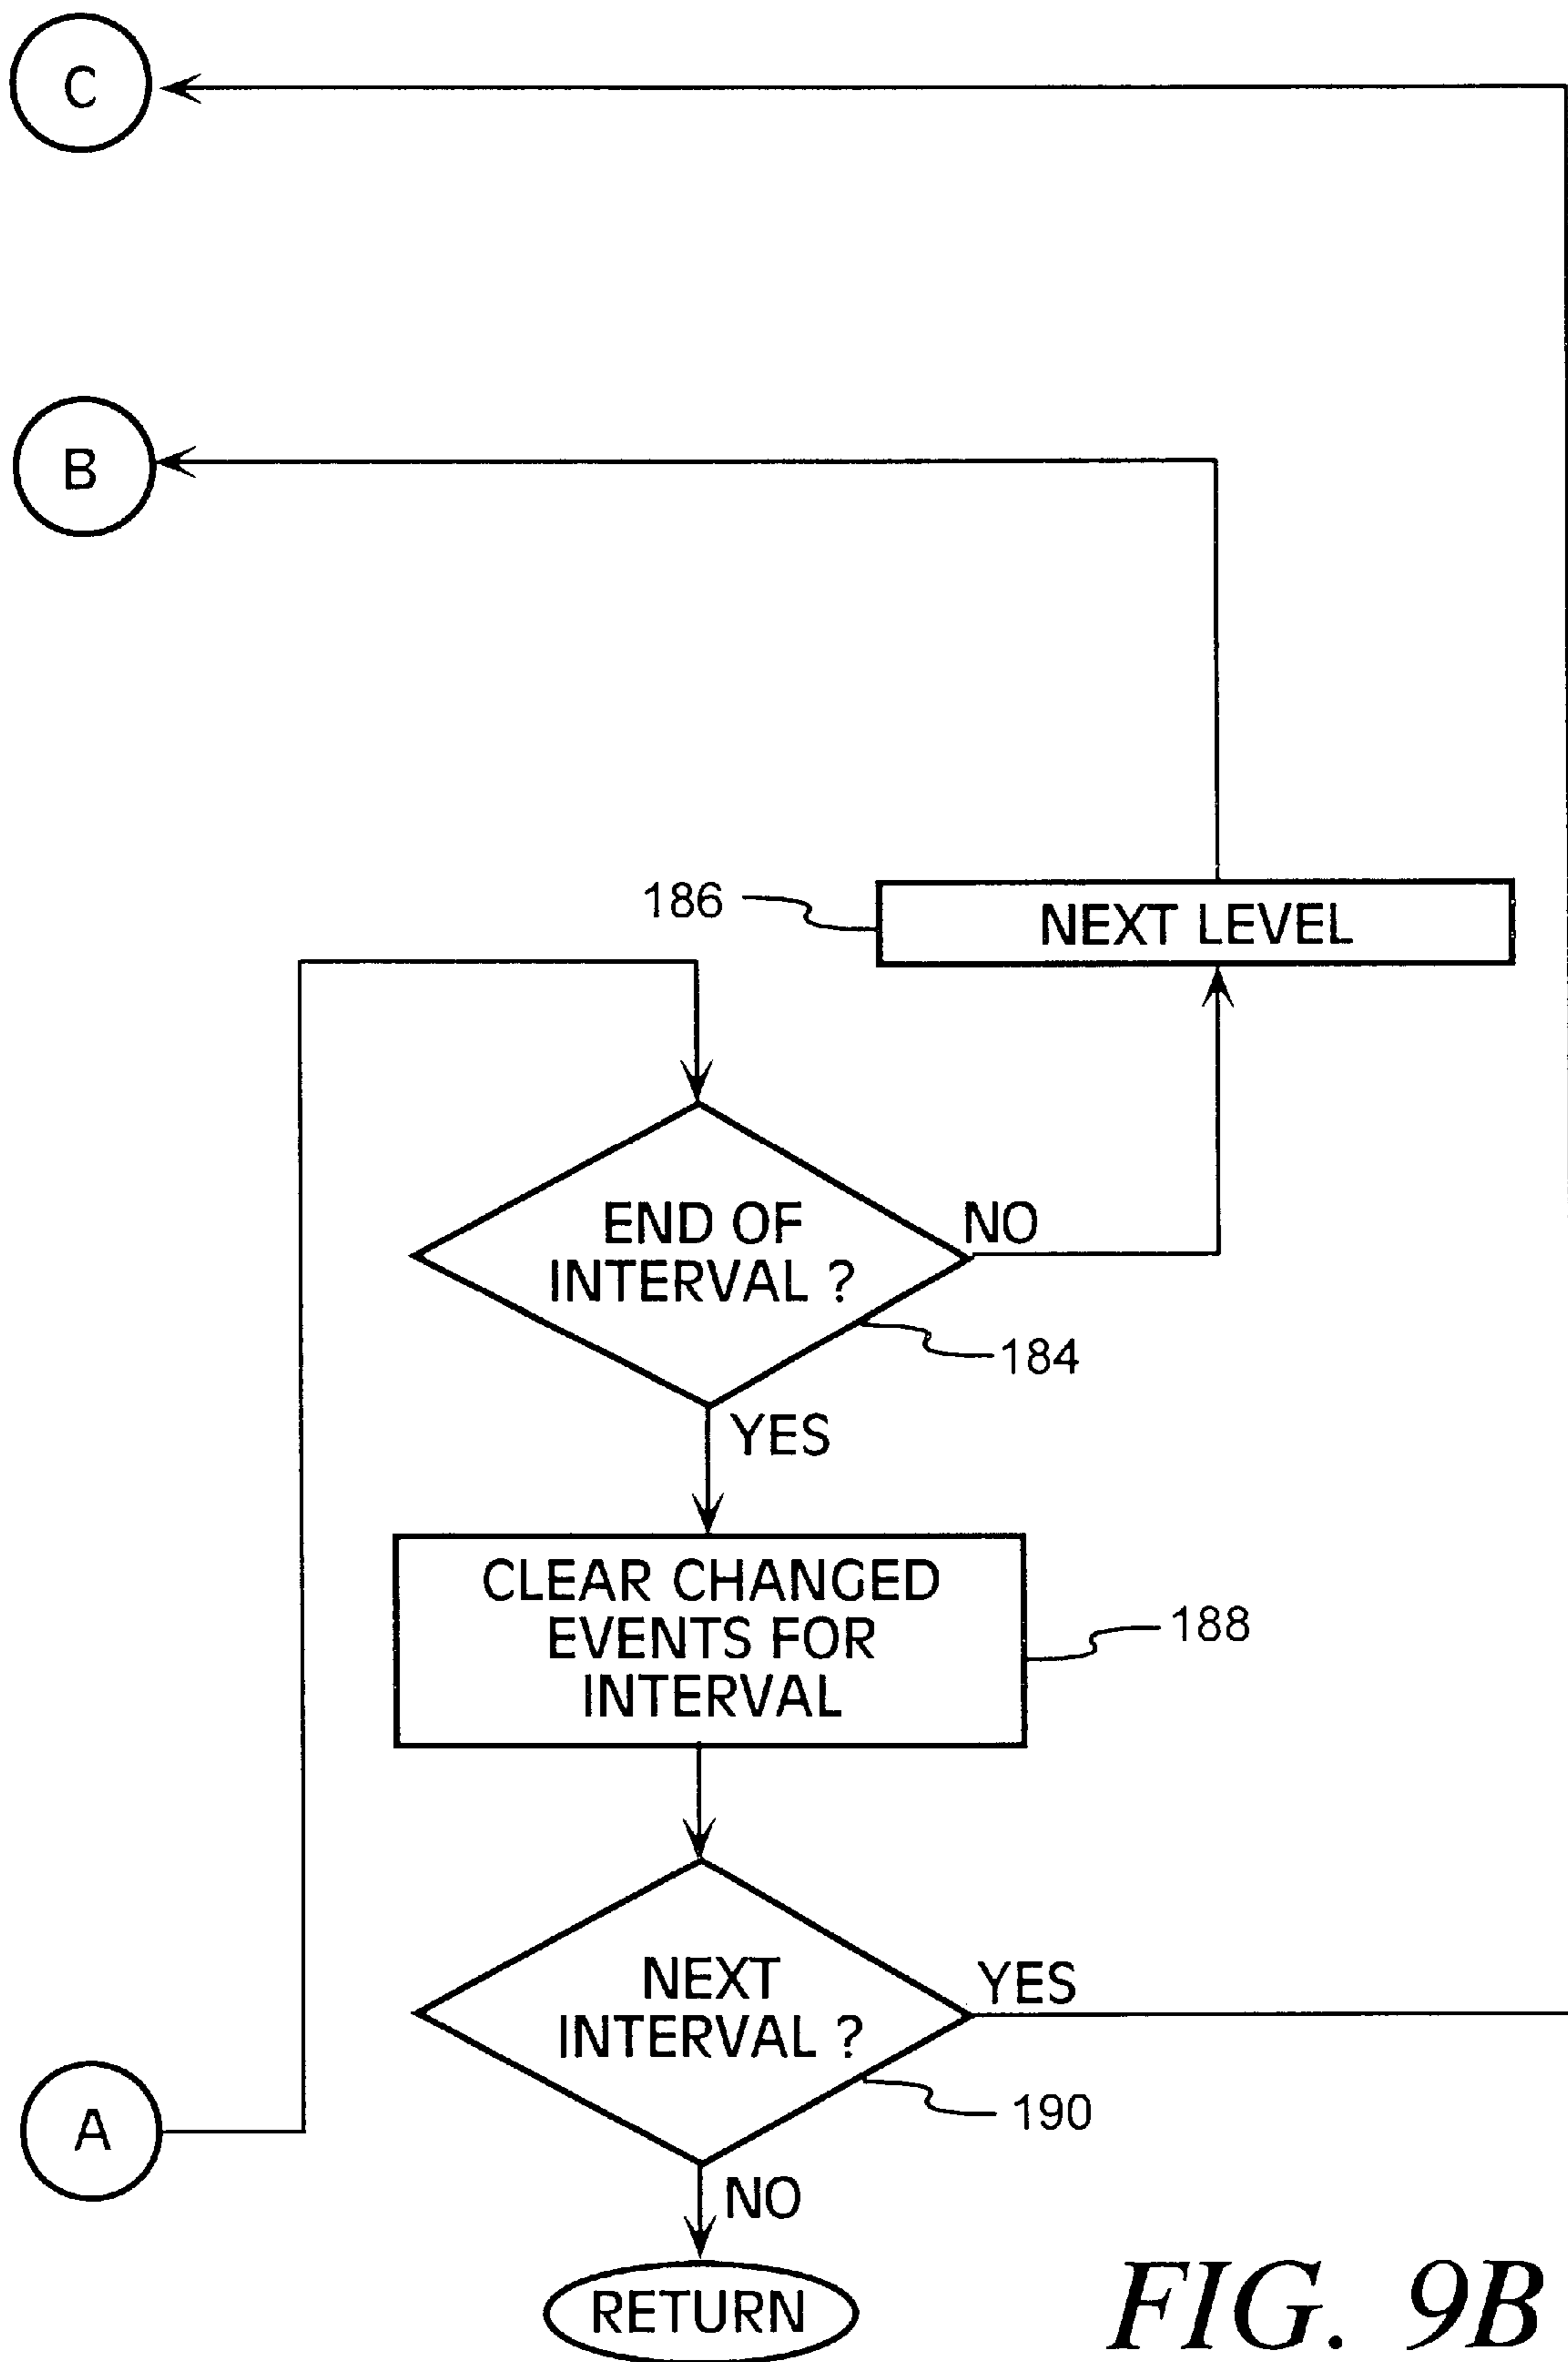 C
B
186
NEXT LEVEL
END OF
INTERVAL ?
NO
184
YES
CLEAR CHANGED
EVENTS FOR
INTERVAL
188
NEXT
INTERVAL ?
YES
190
A
NO
RETURN
FIG. 9B